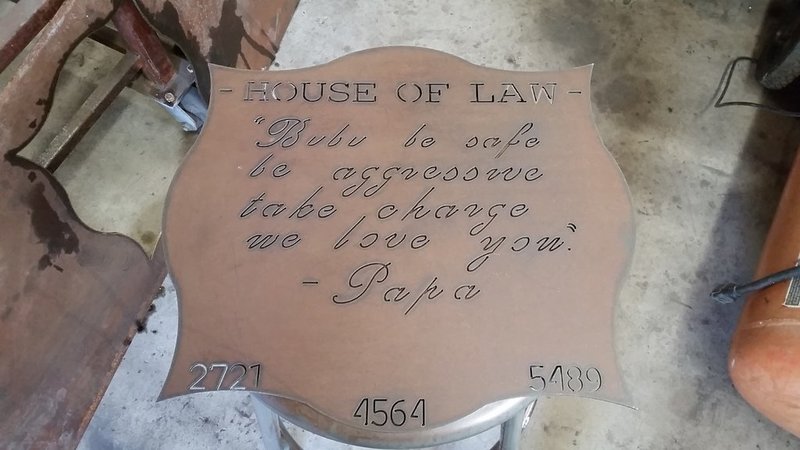 - HOUSE OF LAW -
"Bubu be safe
be aggressive
take charge
we love you".
- Papa
2721 4564 5489